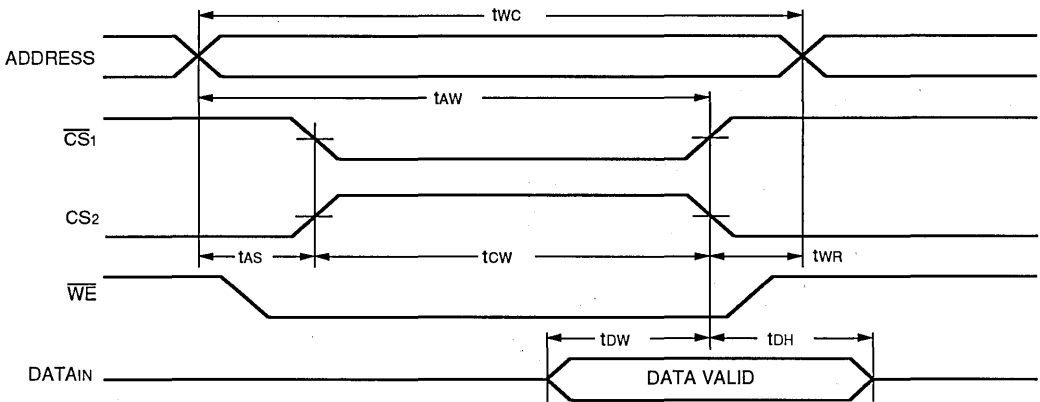 tWC
ADDRESS
tAW
CS1
CS2
tAS
tCW
tWR
WE
tDW
tDH
DATAIN
DATA VALID